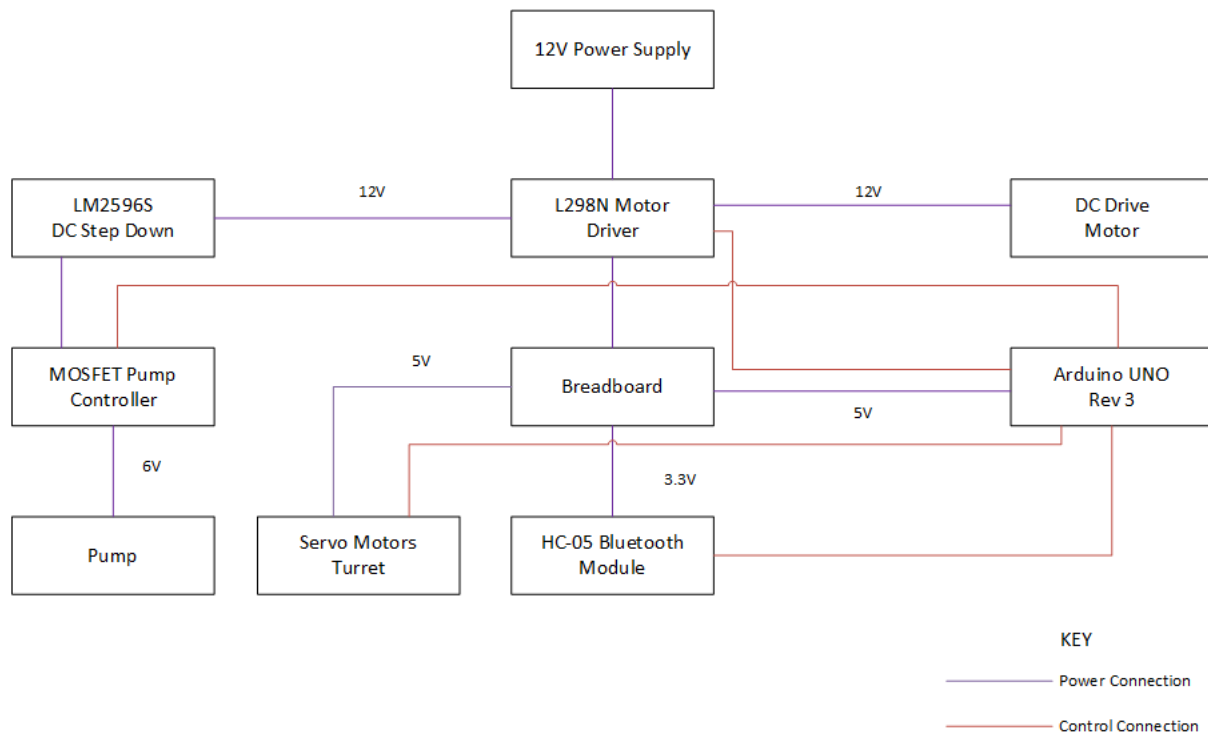 12V Power Supply
LM2596S
DC Step Down
12V
L298N Motor
Driver
12V
DC Drive
Motor
MOSFET Pump
Controller
5V
Breadboard
5V
Arduino UNO
Rev 3
6V
3.3V
Pump
Servo Motors
Turret
HC-05 Bluetooth
Module
KEY
Power Connection
Control Connection